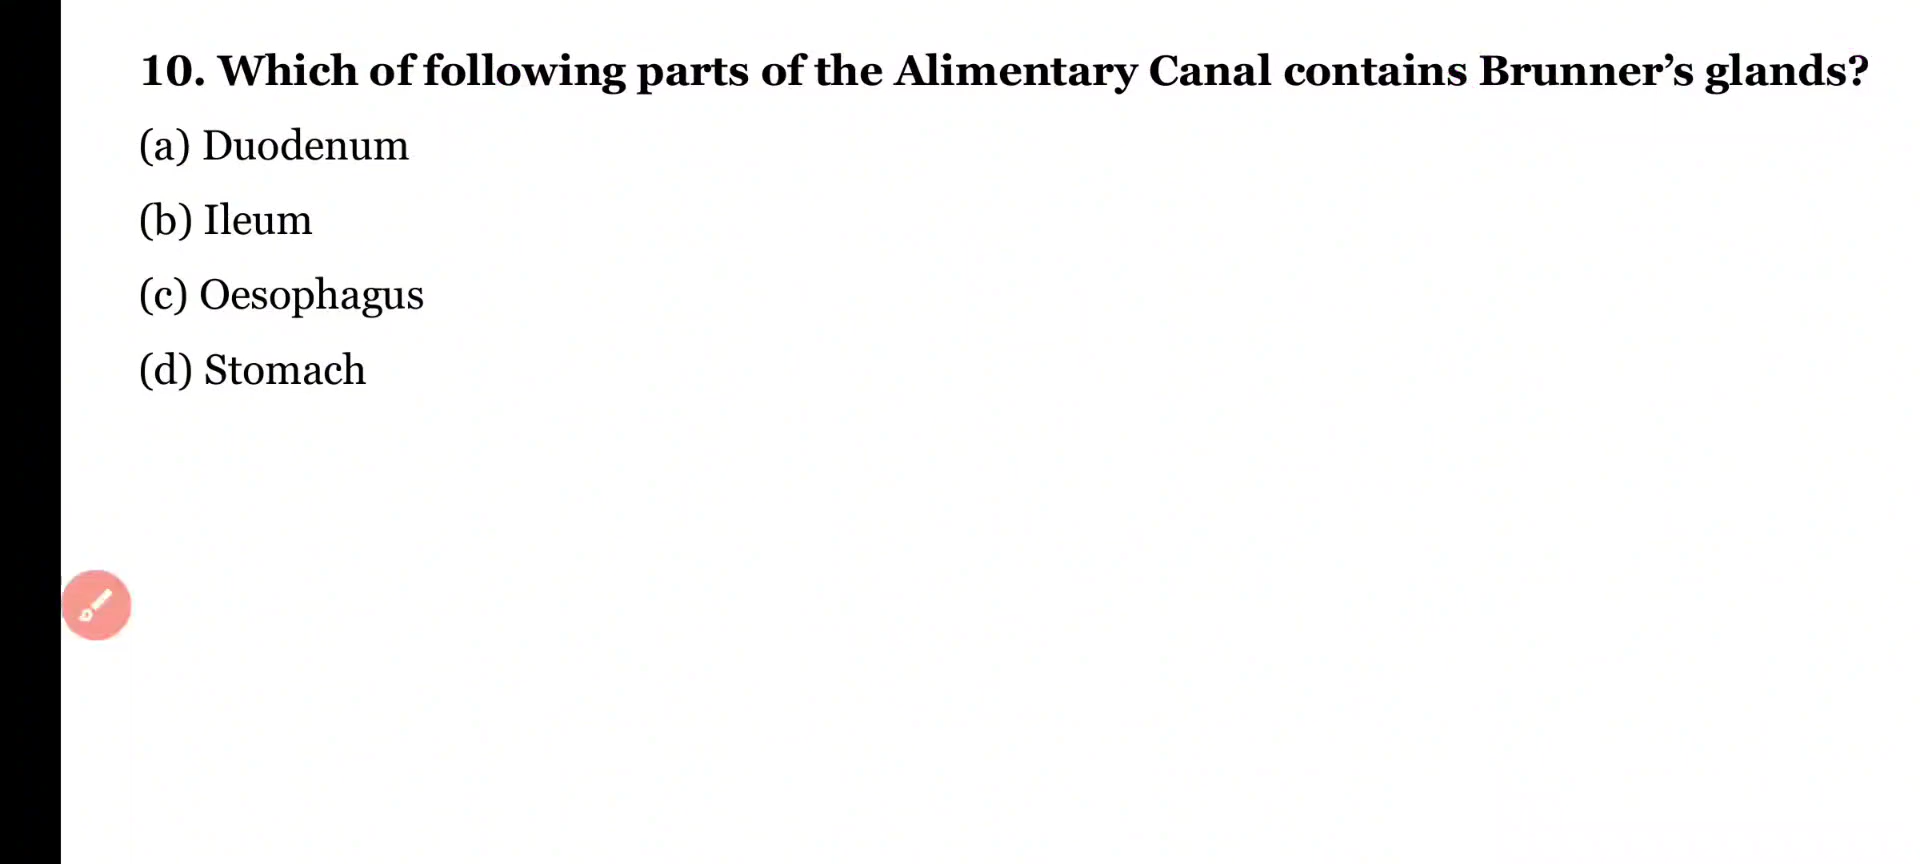 10. Which of following parts of the Alimentary Canal contains Brunner’s glands?
(a) Duodenum
(b) Ileum
(c) Oesophagus
(d) Stomach